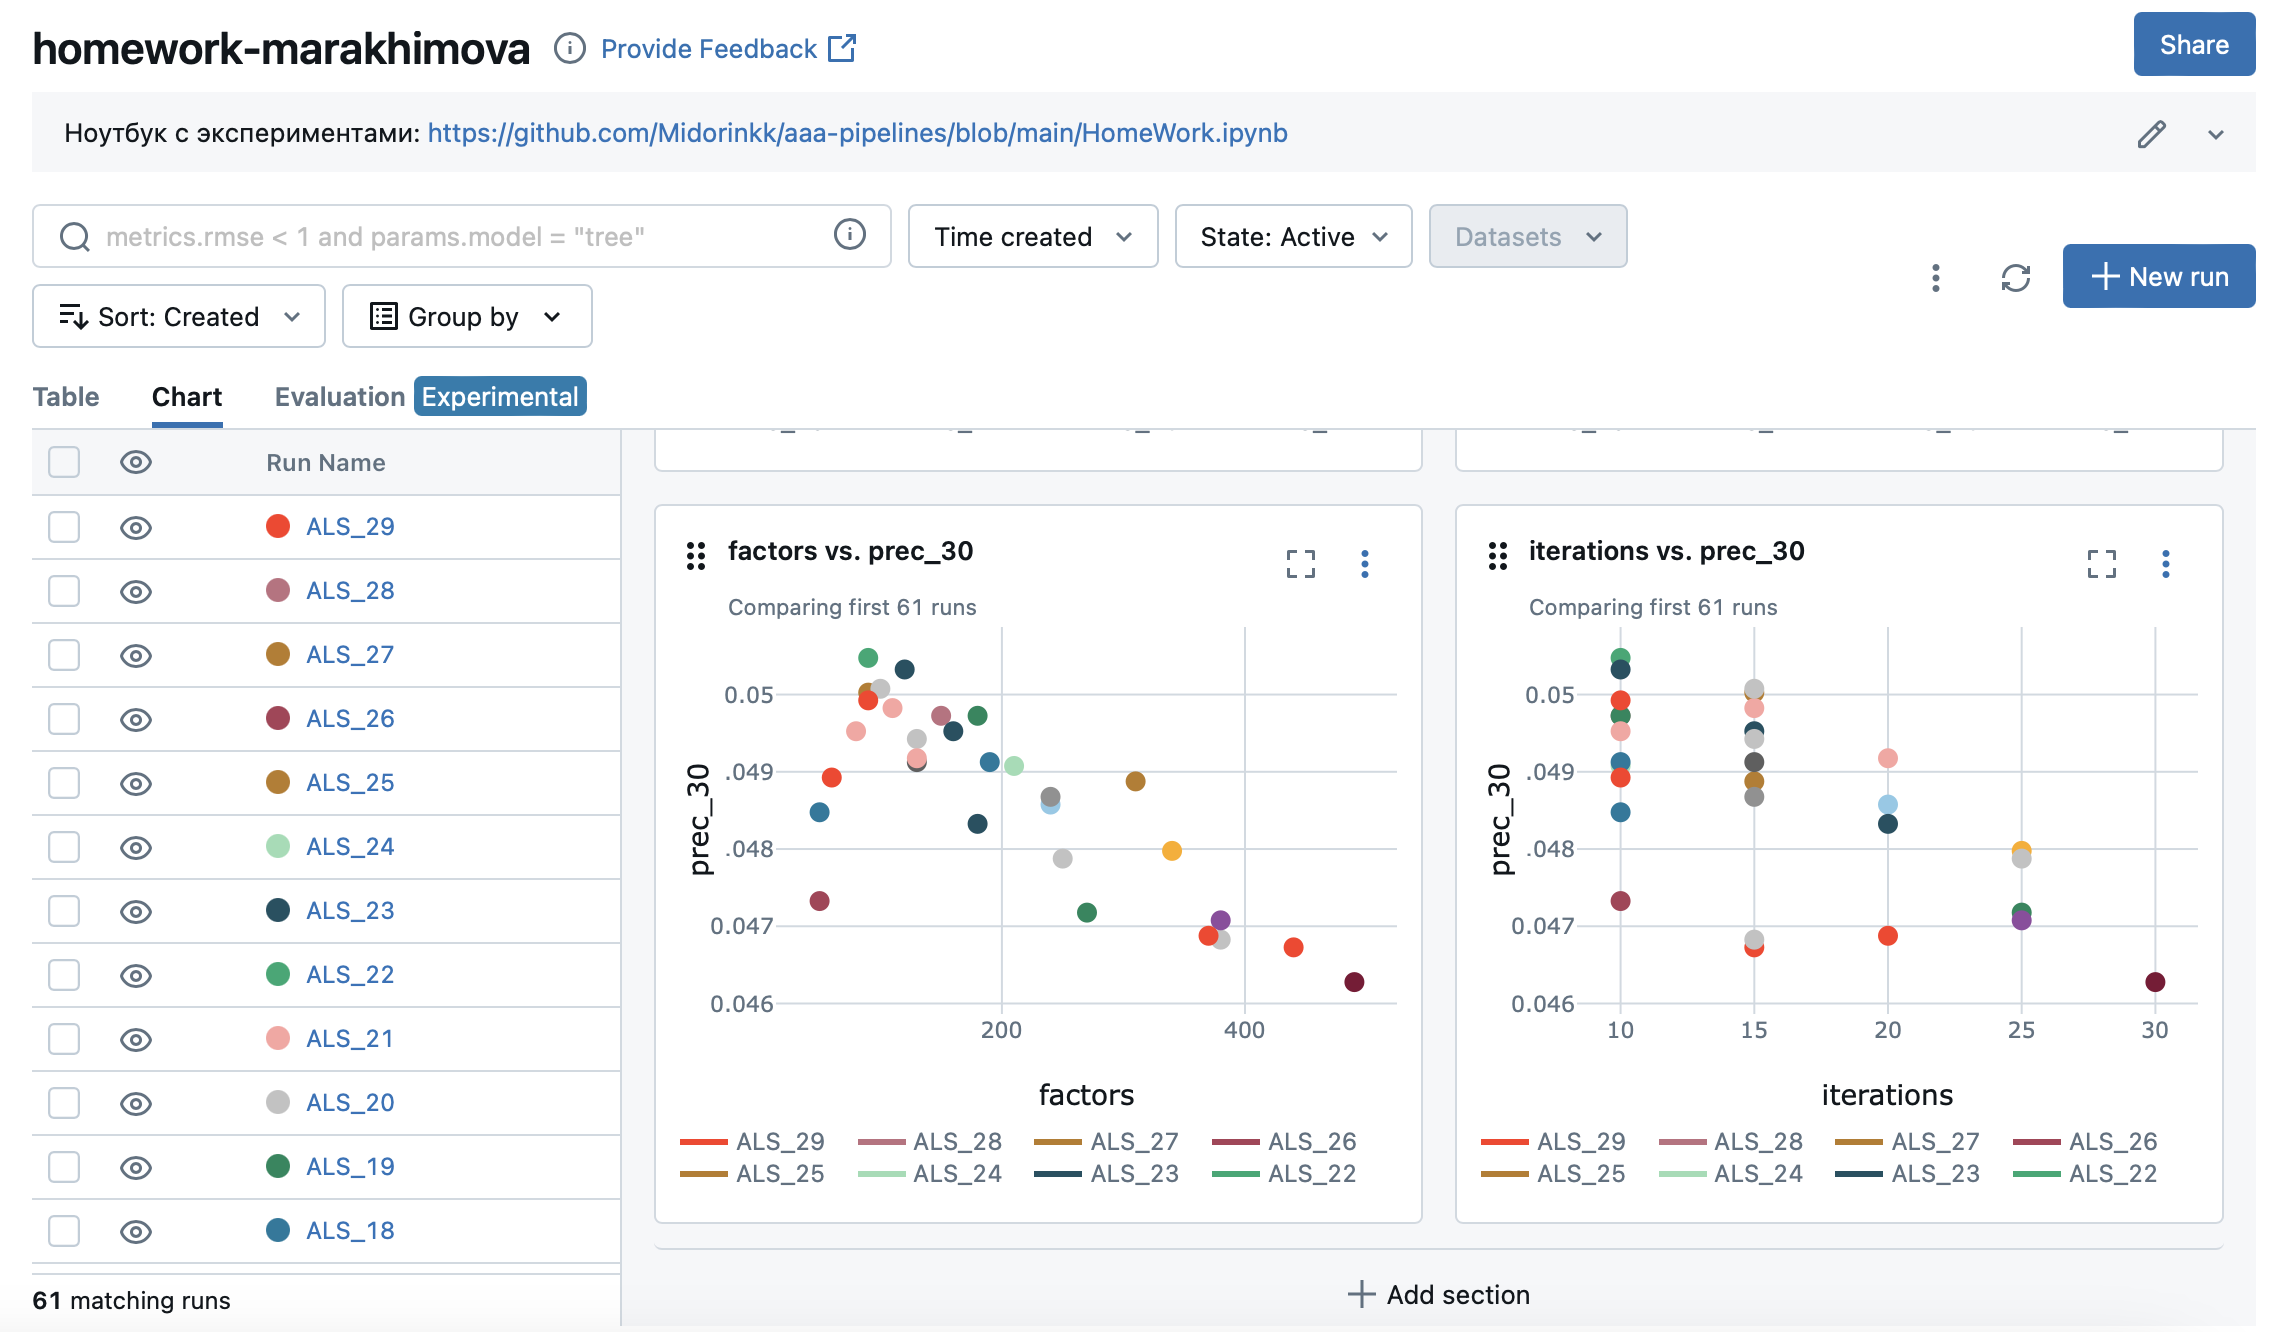 homework-marakhimova
Provide Feedback
Share
Ноутбук с экспериментами: https://github.com/Midorinkk/aaa-pipelines/blob/main/HomeWork.ipynb
metrics.rmse < 1 and params.model = "tree"
Time created
State: Active
Datasets
Sort: Created
Group by
New run
Table
Chart
Evaluation
Experimental
Run Name
ALS_29
ALS_28
ALS_27
ALS_26
ALS_25
ALS_24
ALS_23
ALS_22
ALS_21
ALS_20
ALS_19
ALS_18
61 matching runs
factors vs. prec_30
Comparing first 61 runs
prec_30
0.05
.049
.048
0.047
0.046
200
400
factors
ALS_29 ALS_28 ALS_27 ALS_26
ALS_25 ALS_24 ALS_23 ALS_22
iterations vs. prec_30
Comparing first 61 runs
prec_30
0.05
.049
.048
0.047
0.046
10
15
20
25
30
iterations
ALS_29 ALS_28 ALS_27 ALS_26
ALS_25 ALS_24 ALS_23 ALS_22
Add section